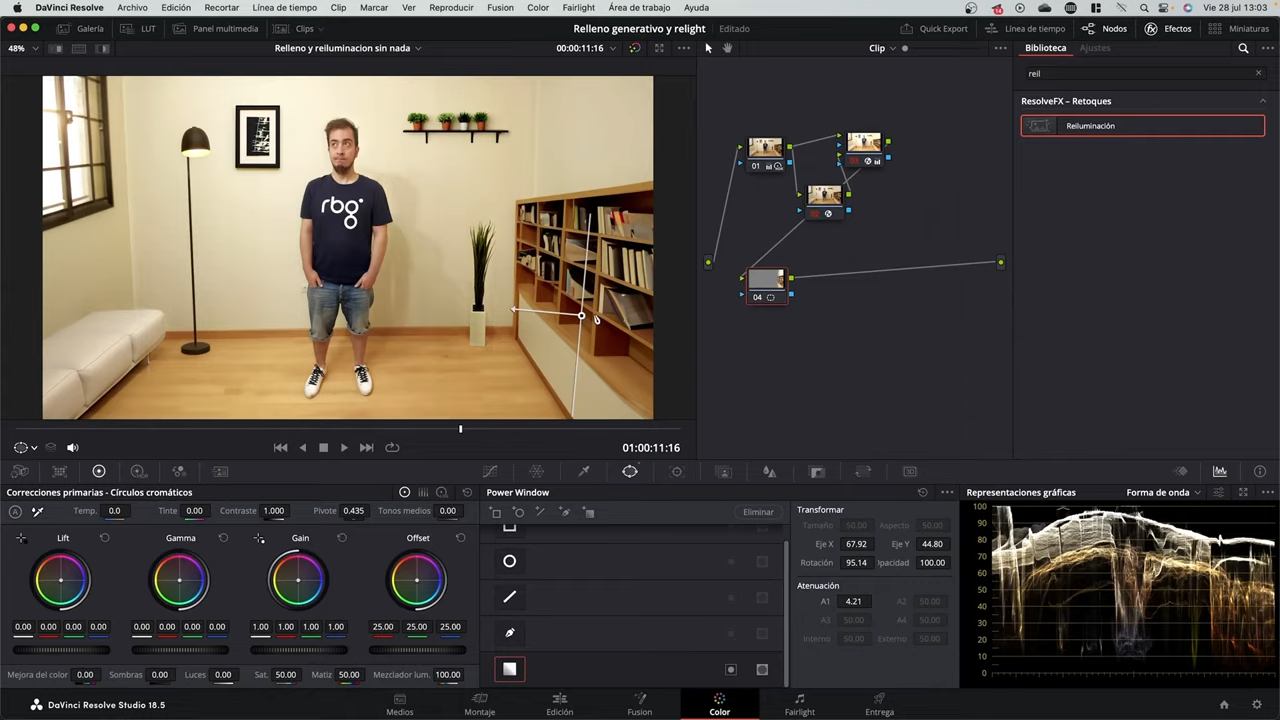 DaVinci Resolve Archivo Edición Recortar Línea de tiempo Clip Marcar Ver Reproducir Fusion Color Fairlight Área de trabajo Ayuda 14 Vie 28 jul 13:03
Galería LUT Panel multimedia Clips Relleno generativo y relight Editado Quick Export Línea de tiempo Nodos Efectos Miniaturas
48% Relleno y reiluminacion sin nada 00:00:11:16 Clip Biblioteca Ajustes
reil
ResolveFX – Retoques
Reiluminación
01
04
rbg
01:00:11:16
Correcciones primarias - Círculos cromáticos Power Window Representaciones gráficas Forma de onda
Temp. 0.0 Tinte 0.00 Contraste 1.000 Pivote 0.435 Tonos medios 0.00 Eliminar
Lift Gamma Gain Offset
0.00 0.00 0.00 0.00 0.00 0.00 0.00 0.00 1.00 1.00 1.00 1.00 25.00 25.00 25.00
Mejora del color 0.00 Sombras 0.00 Luces 0.00 Sat. 50.00 Matiz 50.00 Mezclador lum. 100.00
Transformar
Tamaño 50.00 Aspecto 50.00
Eje X 67.92 Eje Y 44.80
Rotación 95.14 pacidad 100.00
Atenuación
A1 4.21 A2 50.00
A3 50.00 A4 50.00
Interno 50.00 Externo 50.00
100
90
80
70
60
50
40
30
20
10
0
DaVinci Resolve Studio 18.5 Medios Montaje Edición Fusion Color Fairlight Entrega